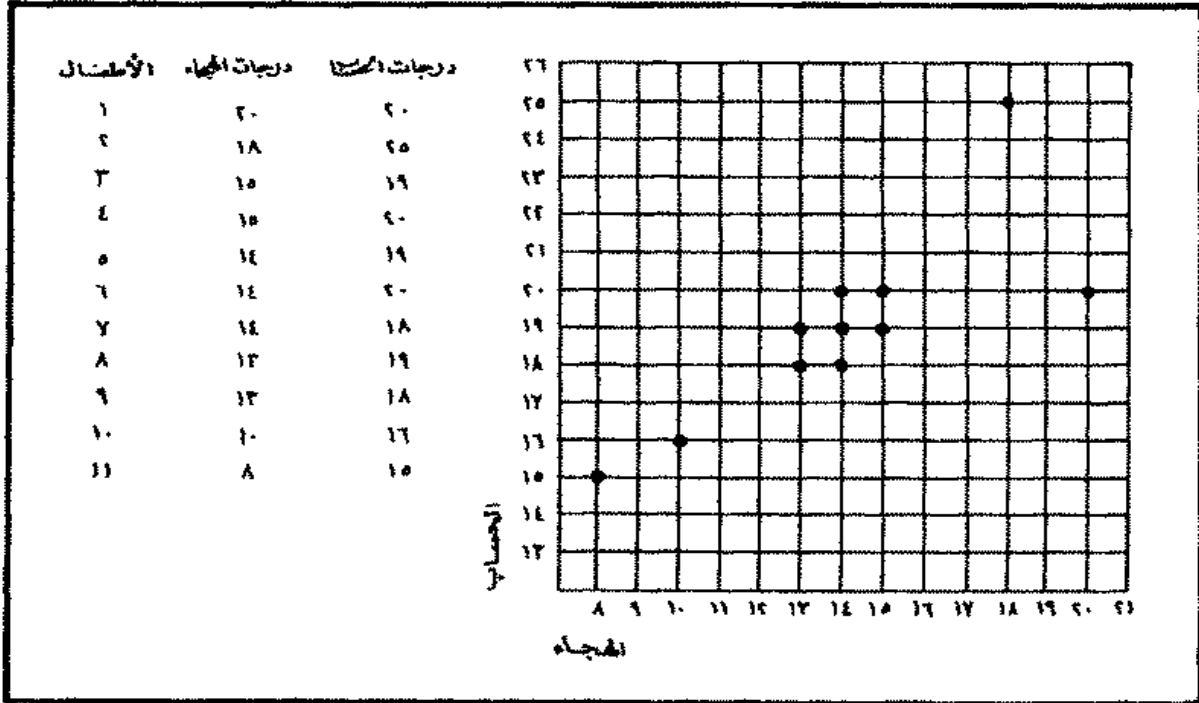 الأطفال درجات الهجاء درجات الحساب
١ ٢٠ ٢٠
٢ ١٨ ٢٥
٣ ١٥ ١٩
٤ ١٥ ٢٠
٥ ١٤ ١٩
٦ ١٤ ٢٠
٧ ١٤ ١٨
٨ ١٣ ١٩
٩ ١٣ ١٨
١٠ ١٠ ١٦
١١ ٨ ١٥
٢٦
٢٥
٢٤
٢٣
٢٢
٢١
٢٠
١٩
١٨
١٧
١٦
١٥
١٤
١٣
الحساب
٨ ٩ ١٠ ١١ ١٢ ١٣ ١٤ ١٥ ١٦ ١٧ ١٨ ١٩ ٢٠ ٢١
الهجاء